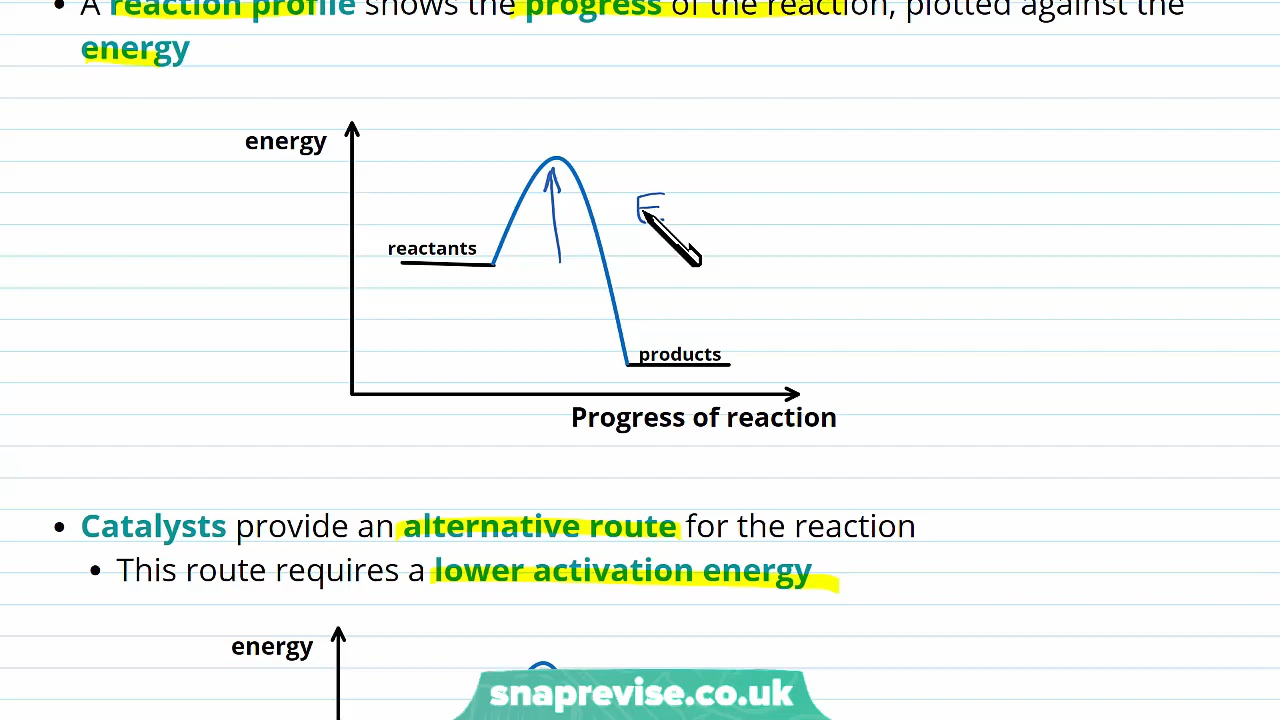 • A reaction profile shows the progress of the reaction, plotted against the
energy
energy
E
reactants
products
Progress of reaction
• Catalysts provide an alternative route for the reaction
• This route requires a lower activation energy
energy
snaprevise.co.uk